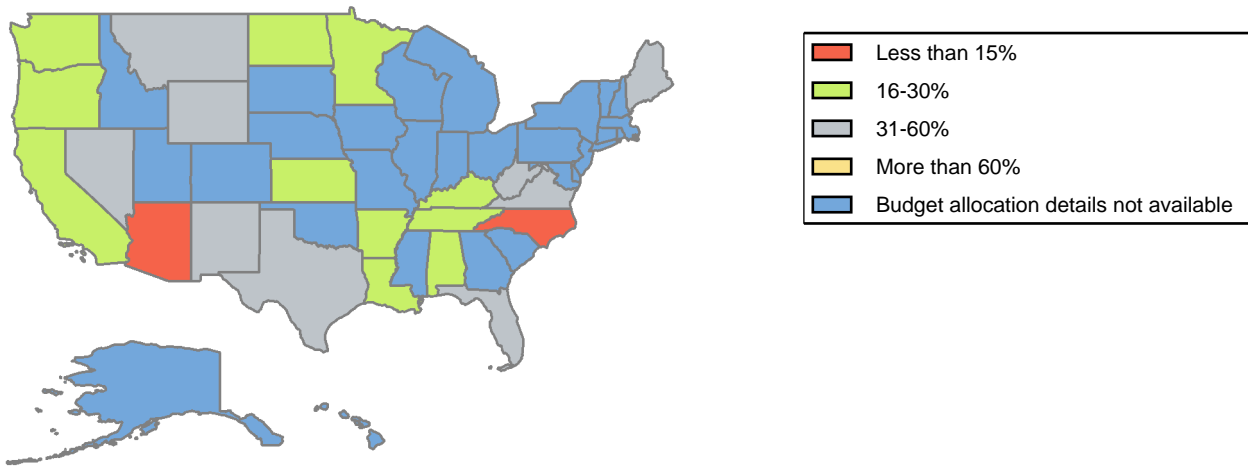 Less than 15%
16-30%
31-60%
More than 60%
Budget allocation details not available